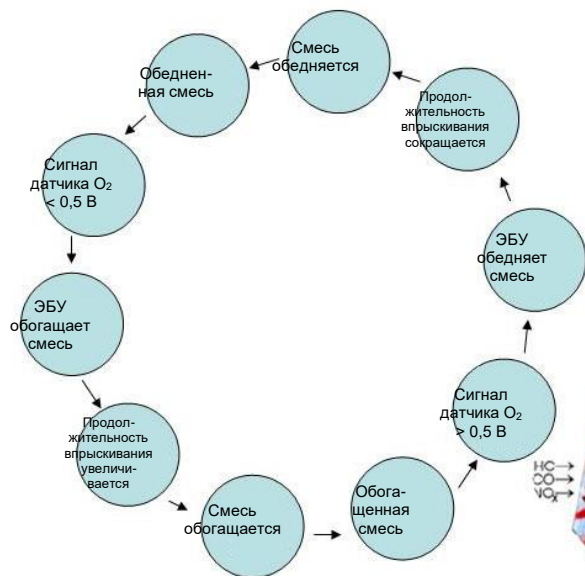 Смесь
обедняется
Обеднен-
ная смесь
Сигнал
датчика O₂
< 0,5 В
ЭБУ
обогащает
смесь
Продол-
жительность
впрыскивания
увеличи-
вается
Смесь
обогащается
Обога-
щенная
смесь
Сигнал
датчика O₂
> 0,5 В
ЭБУ
обедняет
смесь
Продол-
жительность
впрыскивания
сокращается
HC→
CO→
NOx→